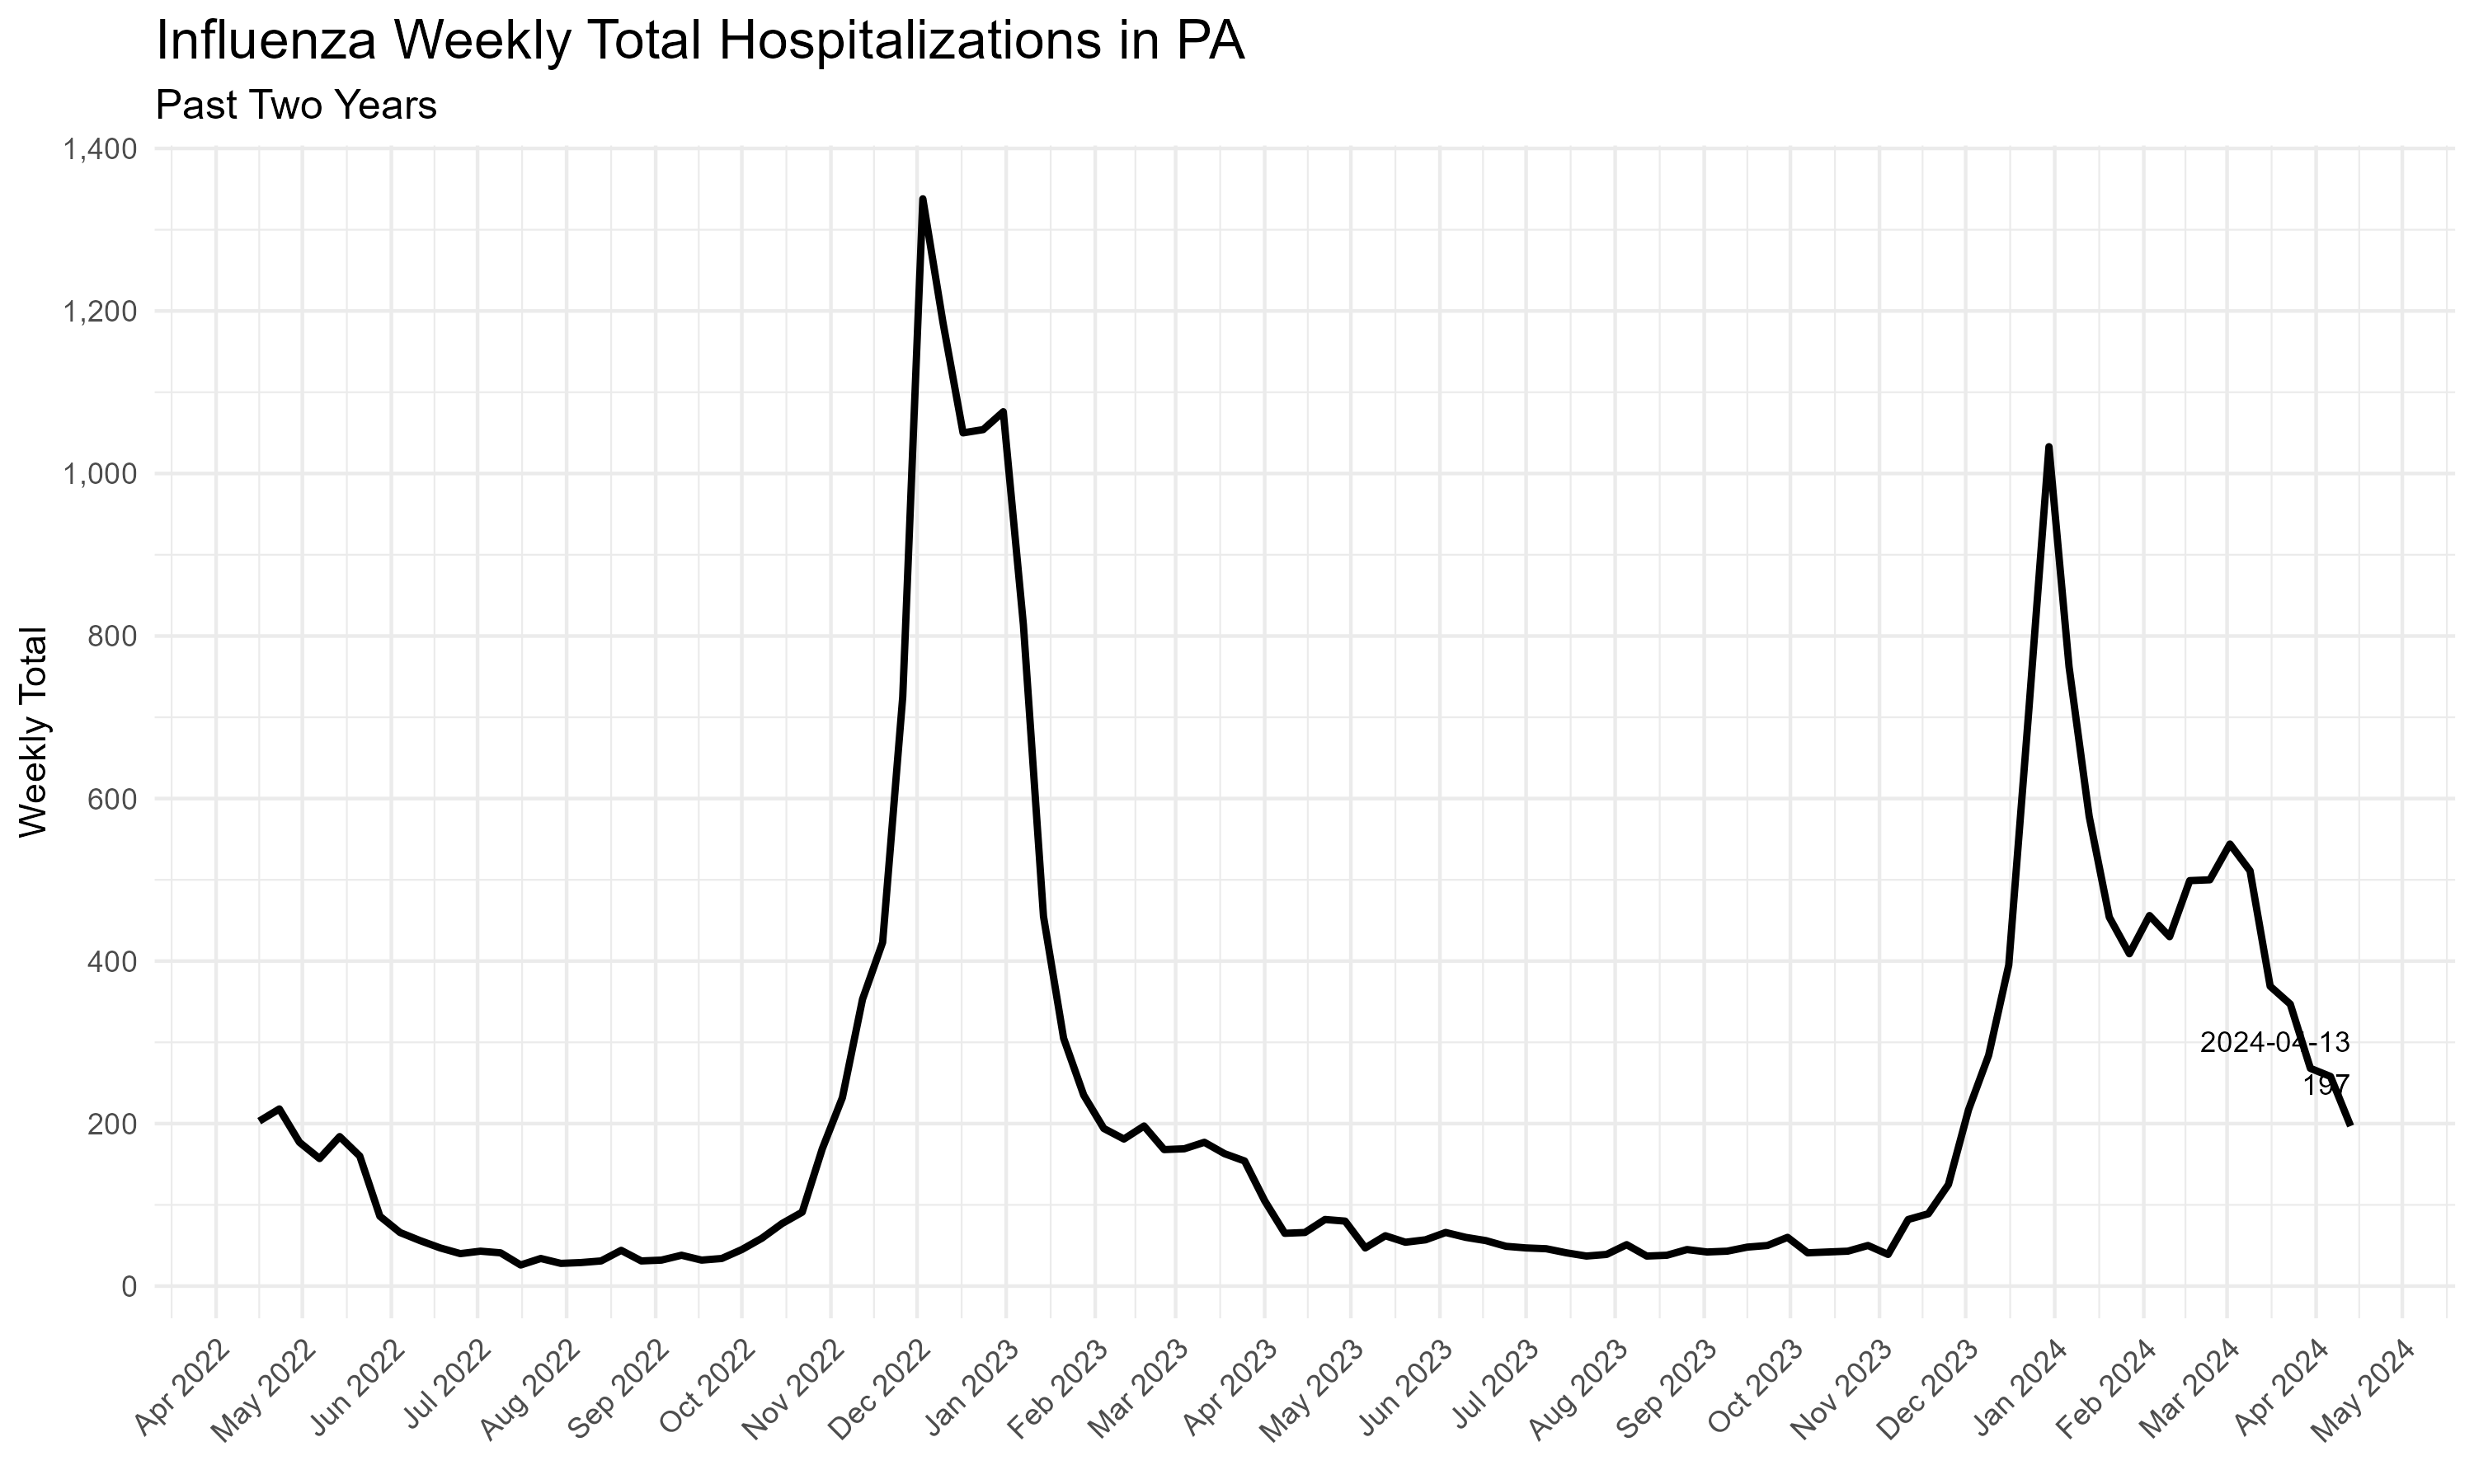 Influenza Weekly Total Hospitalizations in PA
Past Two Years
1,400
1,200
1,000
800
600
400
200
0
Weekly Total
2024-04-13
197
Apr 2022
May 2022
Jun 2022
Jul 2022
Aug 2022
Sep 2022
Oct 2022
Nov 2022
Dec 2022
Jan 2023
Feb 2023
Mar 2023
Apr 2023
May 2023
Jun 2023
Jul 2023
Aug 2023
Sep 2023
Oct 2023
Nov 2023
Dec 2023
Jan 2024
Feb 2024
Mar 2024
Apr 2024
May 2024